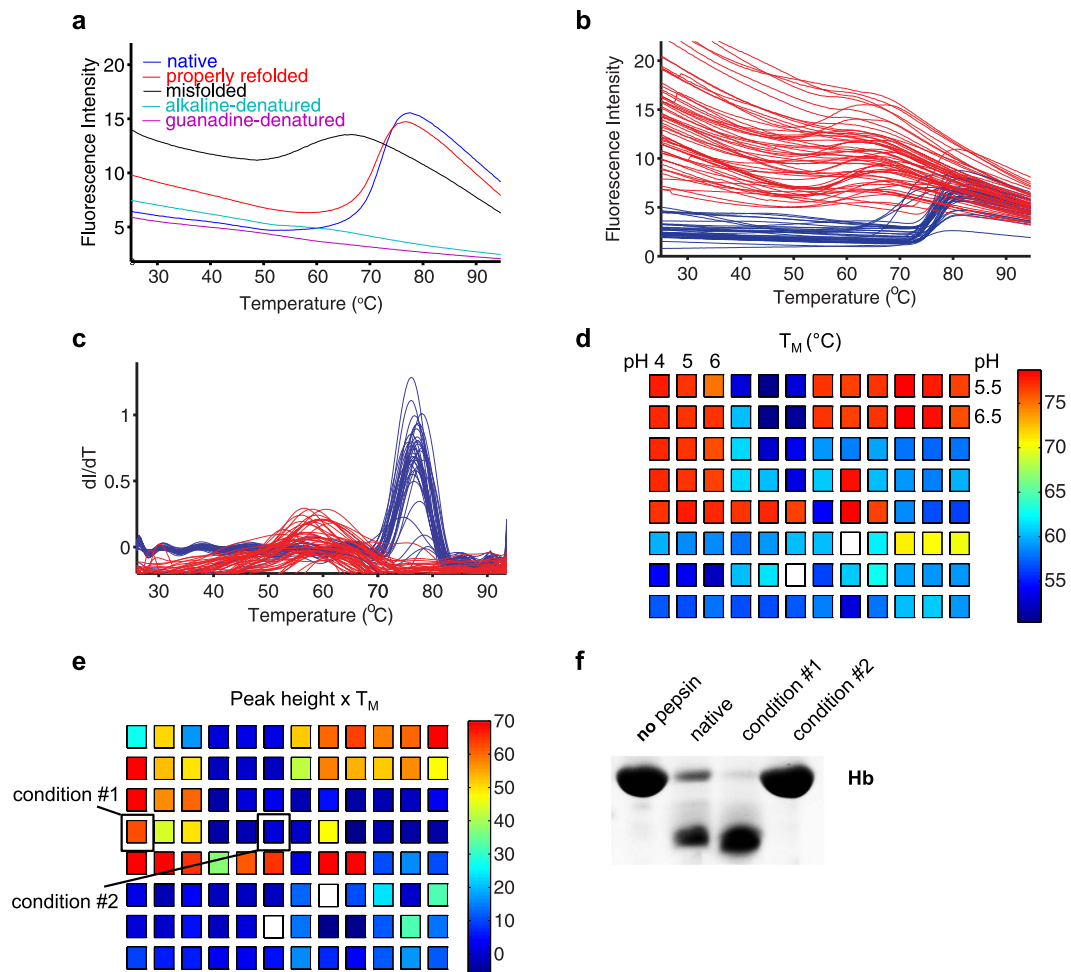 a
20
15
10
5
Fluorescence Intensity
native
properly refolded
misfolded
alkaline-denatured
guanadine-denatured
30 40 50 60 70 80 90
Temperature (°C)
b
20
15
10
5
0
Fluorescence Intensity
30 40 50 60 70 80 90
Temperature (°C)
c
1
0.5
0
dI/dT
30 40 50 60 70 80 90
Temperature (°C)
d
TM (°C)
pH 4 5 6
pH
5.5
6.5
75
70
65
60
55
e
Peak height x TM
condition #1
condition #2
70
60
50
40
30
20
10
0
f
no pepsin
native
condition #1
condition #2
Hb